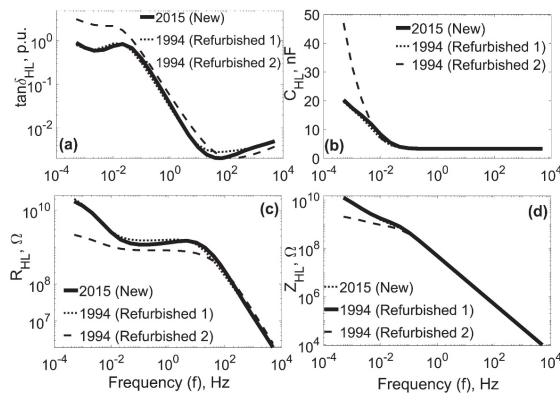 tanδHL, p.u.
10^0
10^-2
2015 (New)
1994 (Refurbished 1)
1994 (Refurbished 2)
(a)
10^-4 10^-2 10^0 10^2 10^4
CHL, nF
50
40
30
20
10
0
2015 (New)
1994 (Refurbished 1)
1994 (Refurbished 2)
(b)
10^-4 10^-2 10^0 10^2 10^4
RHL, Ω
10^10
10^8
10^7
(c)
2015 (New)
1994 (Refurbished 1)
1994 (Refurbished 2)
10^-4 10^-2 10^0 10^2 10^4
Frequency (f), Hz
ZHL, Ω
10^10
10^8
10^6
10^4
(d)
2015 (New)
1994 (Refurbished 1)
1994 (Refurbished 2)
10^-4 10^-2 10^0 10^2 10^4
Frequency (f), Hz